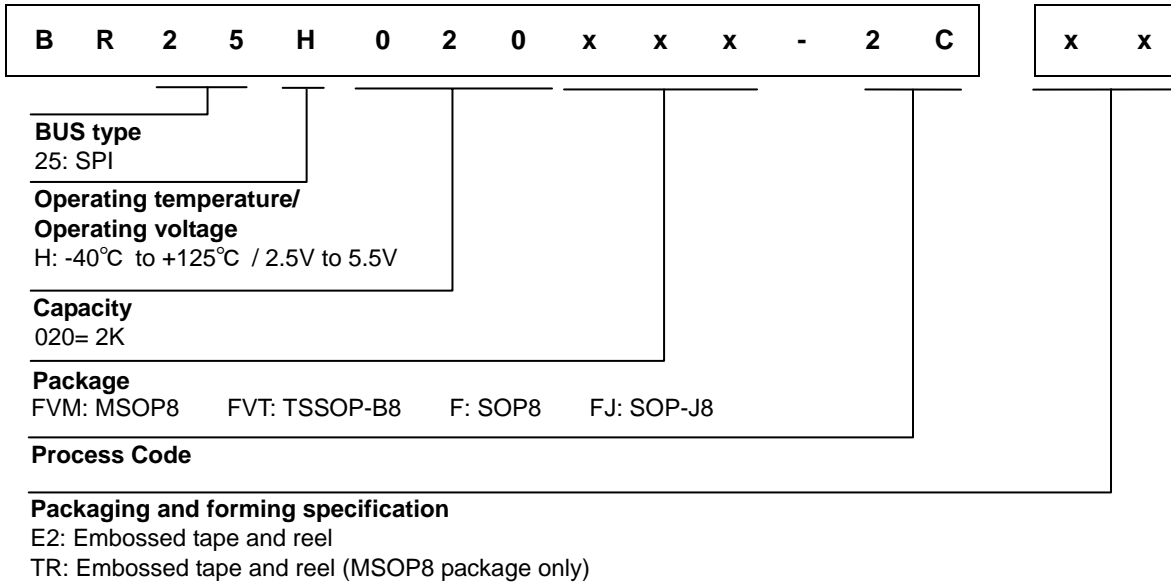 B R 2 5 H 0 2 0 x x x - 2 C x x
BUS type
25: SPI
Operating temperature/
Operating voltage
H: -40℃ to +125℃ / 2.5V to 5.5V
Capacity
020= 2K
Package
FVM: MSOP8 FVT: TSSOP-B8 F: SOP8 FJ: SOP-J8
Process Code
Packaging and forming specification
E2: Embossed tape and reel
TR: Embossed tape and reel (MSOP8 package only)